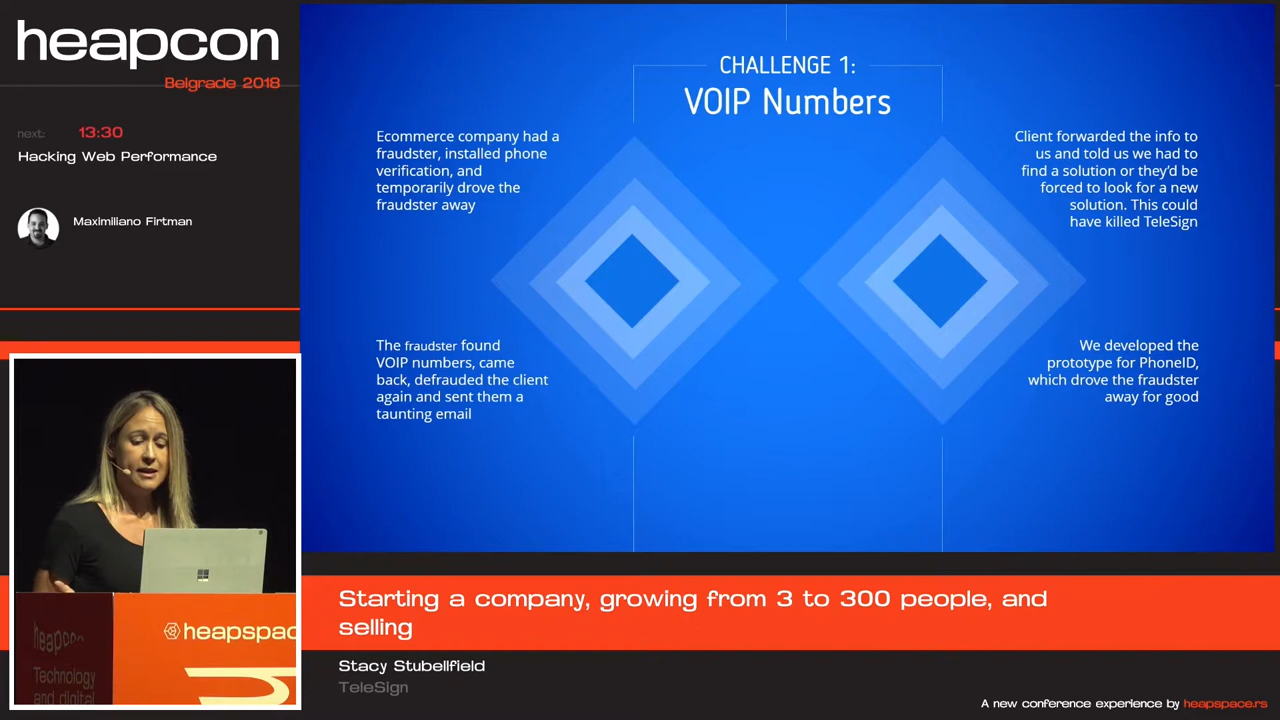 heapcon
Belgrade 2018
next: 13:30
Hacking Web Performance
Maximiliano Firtman
CHALLENGE 1:
VOIP Numbers
Ecommerce company had a
fraudster, installed phone
verification, and
temporarily drove the
fraudster away
Client forwarded the info to
us and told us we had to
find a solution or they'd be
forced to look for a new
solution. This could
have killed TeleSign
The fraudster found
VOIP numbers, came
back, defrauded the client
again and sent them a
taunting email
We developed the
prototype for PhoneID,
which drove the fraudster
away for good
heapspac
heapcon
Technology
and digital
Starting a company, growing from 3 to 300 people, and
selling
Stacy Stubellfield
TeleSign
A new conference experience by heapspace.rs